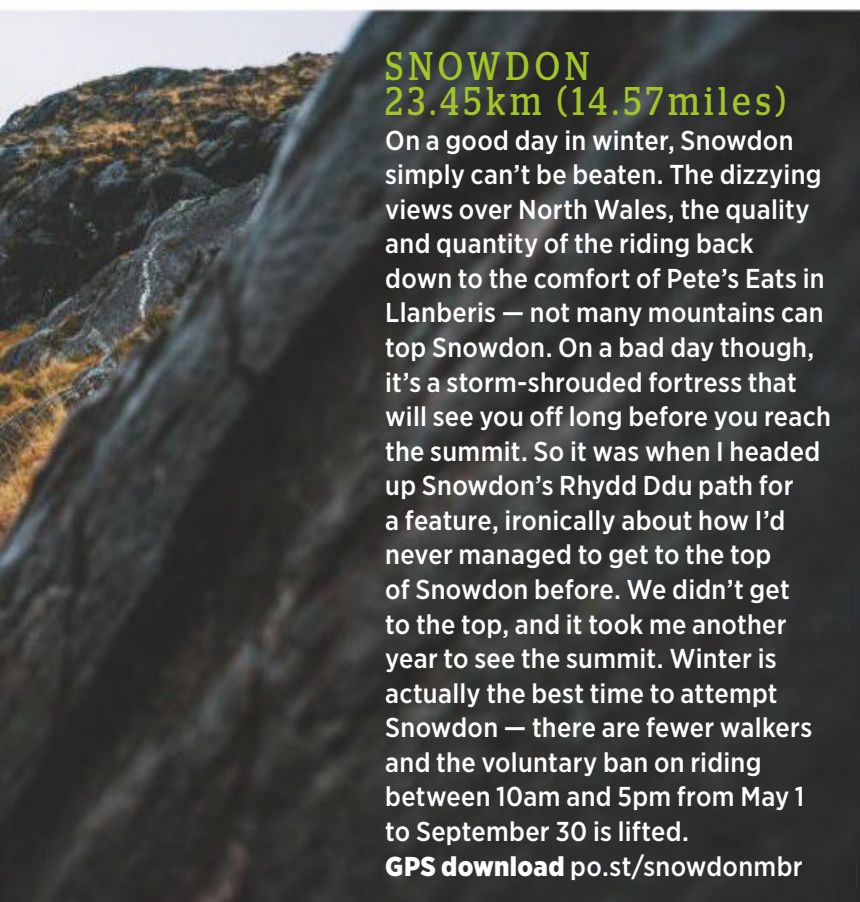 SNOWDON
23.45km (14.57miles)
On a good day in winter, Snowdon
simply can’t be beaten. The dizzying
views over North Wales, the quality
and quantity of the riding back
down to the comfort of Pete’s Eats in
Llanberis — not many mountains can
top Snowdon. On a bad day though,
it’s a storm-shrouded fortress that
will see you off long before you reach
the summit. So it was when I headed
up Snowdon’s Rhydd Ddu path for
a feature, ironically about how I’d
never managed to get to the top
of Snowdon before. We didn’t get
to the top, and it took me another
year to see the summit. Winter is
actually the best time to attempt
Snowdon — there are fewer walkers
and the voluntary ban on riding
between 10am and 5pm from May 1
to September 30 is lifted.
GPS download po.st/snowdonmbr